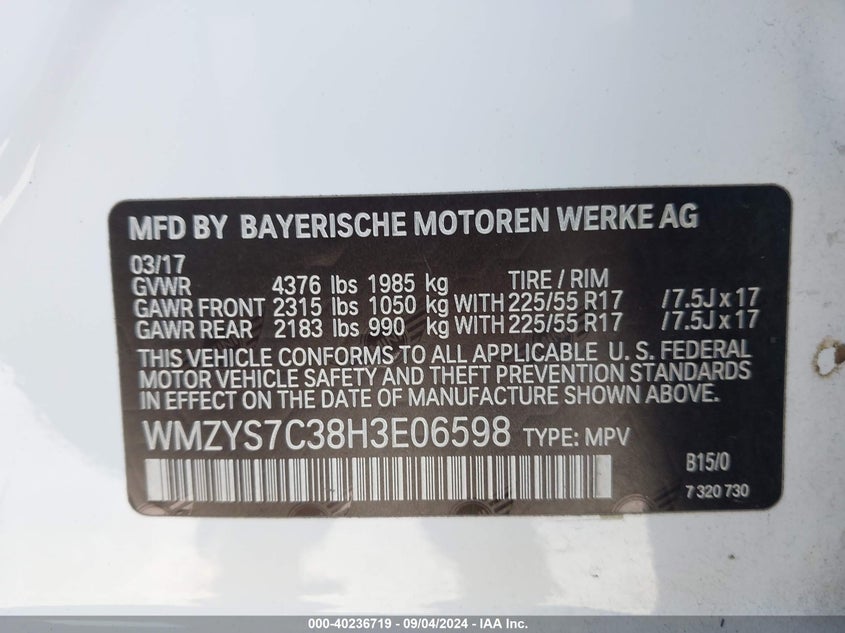 MFD BY BAYERISCHE MOTOREN WERKE AG
03/17
GVWR 4376 lbs 1985 kg TIRE / RIM
GAWR FRONT 2315 lbs 1050 kg WITH 225/55 R17 / 7.5J x 17
GAWR REAR 2183 lbs 990 kg WITH 225/55 R17 / 7.5J x 17
THIS VEHICLE CONFORMS TO ALL APPLICABLE U. S. FEDERAL
MOTOR VEHICLE SAFETY AND THEFT PREVENTION STANDARDS
IN EFFECT ON THE DATE OF MANUFACTURE SHOWN ABOVE.
WMZYS7C38H3E06598 TYPE: MPV
B15/0
7 320 730
000-40236719 - 09/04/2024 - IAA Inc.